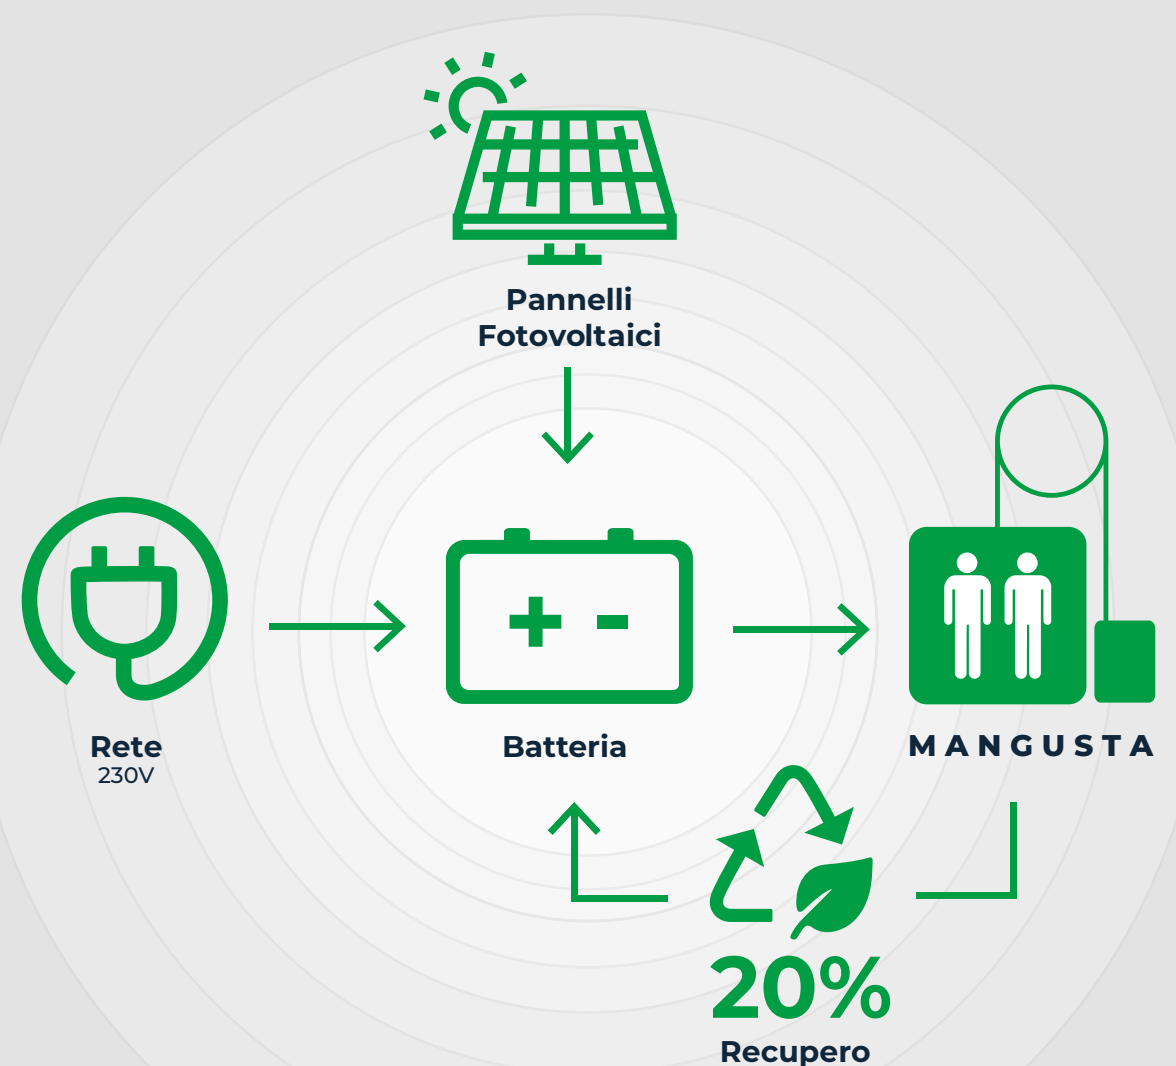 Pannelli
Fotovoltaici
Rete
230V
Batteria
MANGUSTA
20%
Recupero